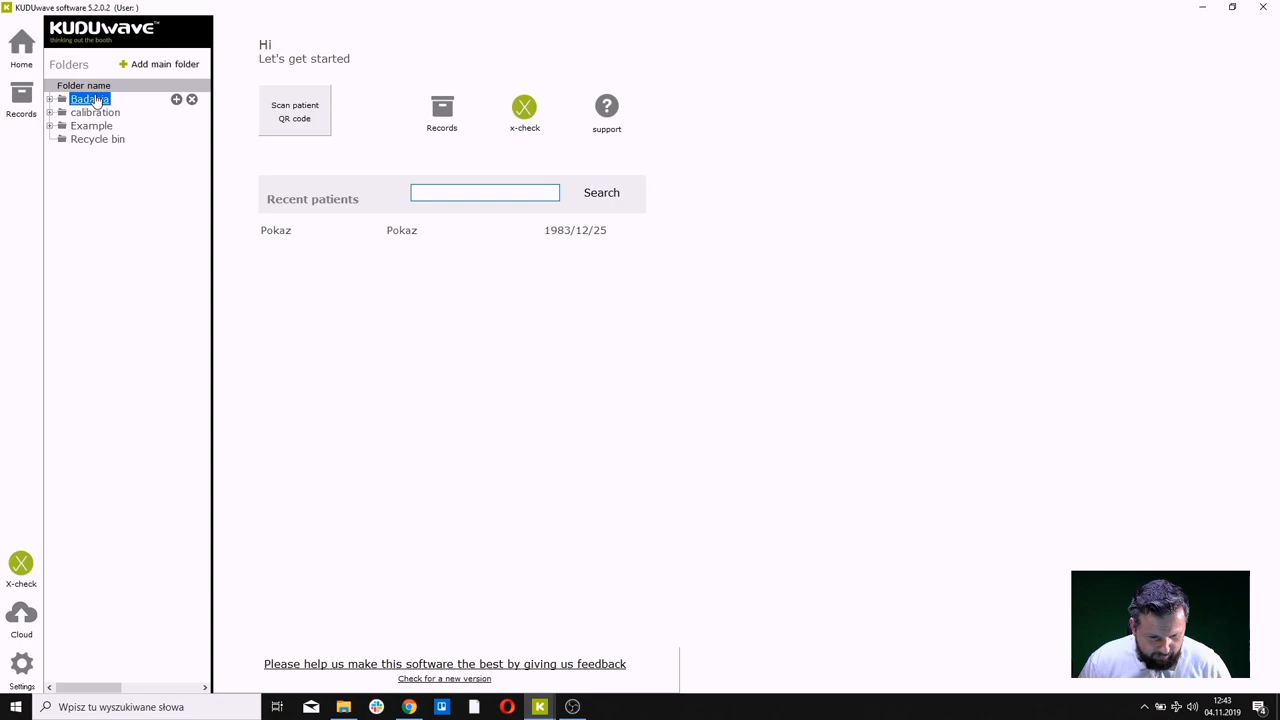 KUDUwave software 5.2.0.2 (User: )
KUDUwave™
thinking out the booth
Home
Records
Folders
Add main folder
Folder name
calibration
Example
Recycle bin
Hi
Let's get started
Scan patient
QR code
Records
x-check
support
Recent patients
Search
Pokaz Pokaz 1983/12/25
X-check
Cloud
Settings
Please help us make this software the best by giving us feedback
Check for a new version
Wpisz tu wyszukiwane słowa
12:43
04.11.2019
4